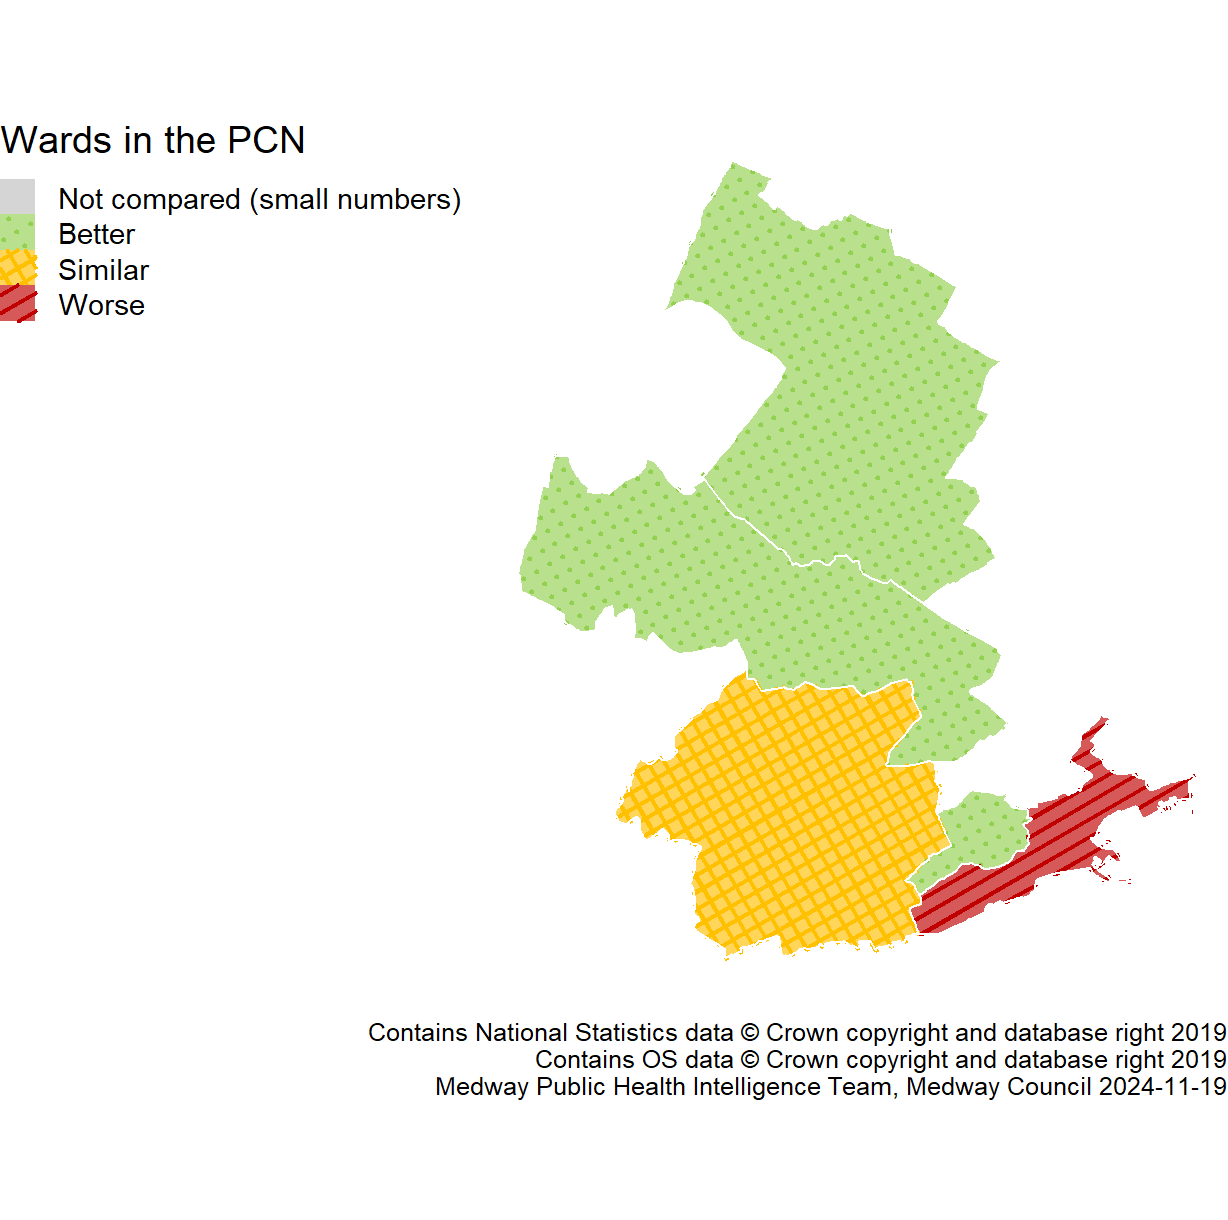 Wards in the PCN
Not compared (small numbers)
Better
Similar
Worse
Contains National Statistics data © Crown copyright and database right 2019
Contains OS data © Crown copyright and database right 2019
Medway Public Health Intelligence Team, Medway Council 2024-11-19